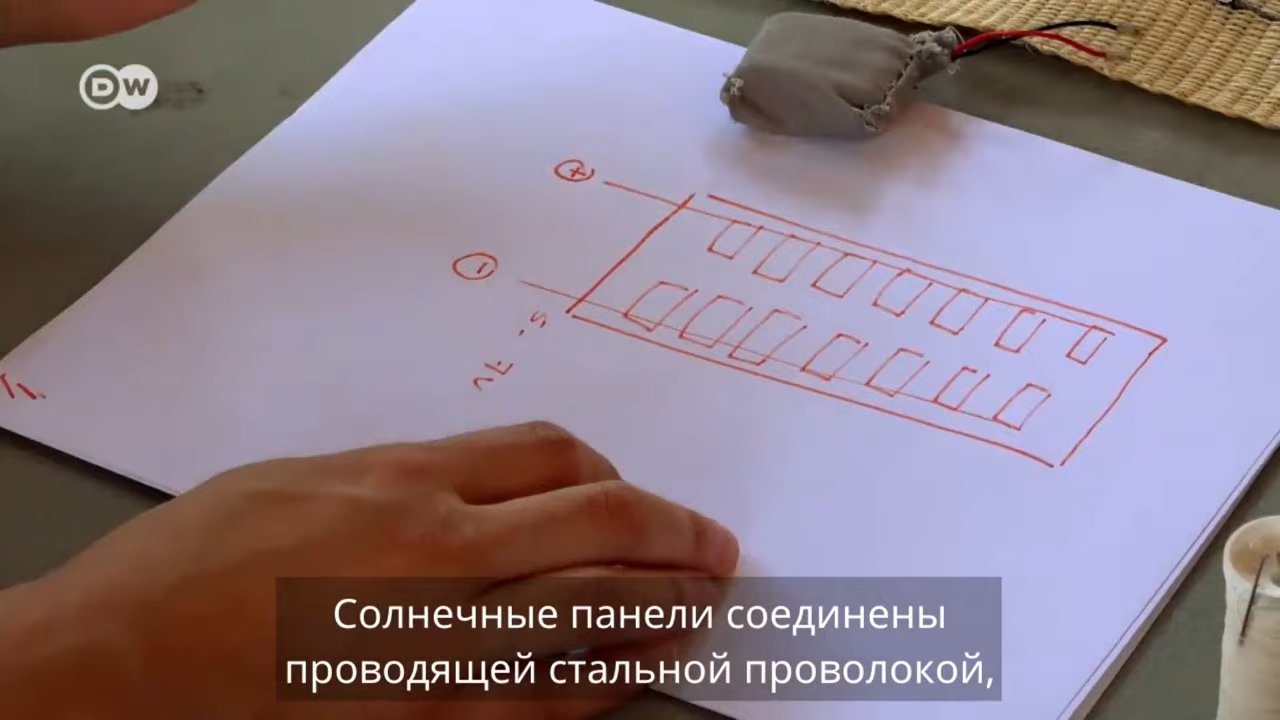 DW
+
-
Солнечные панели соединены
проводящей стальной проволокой,